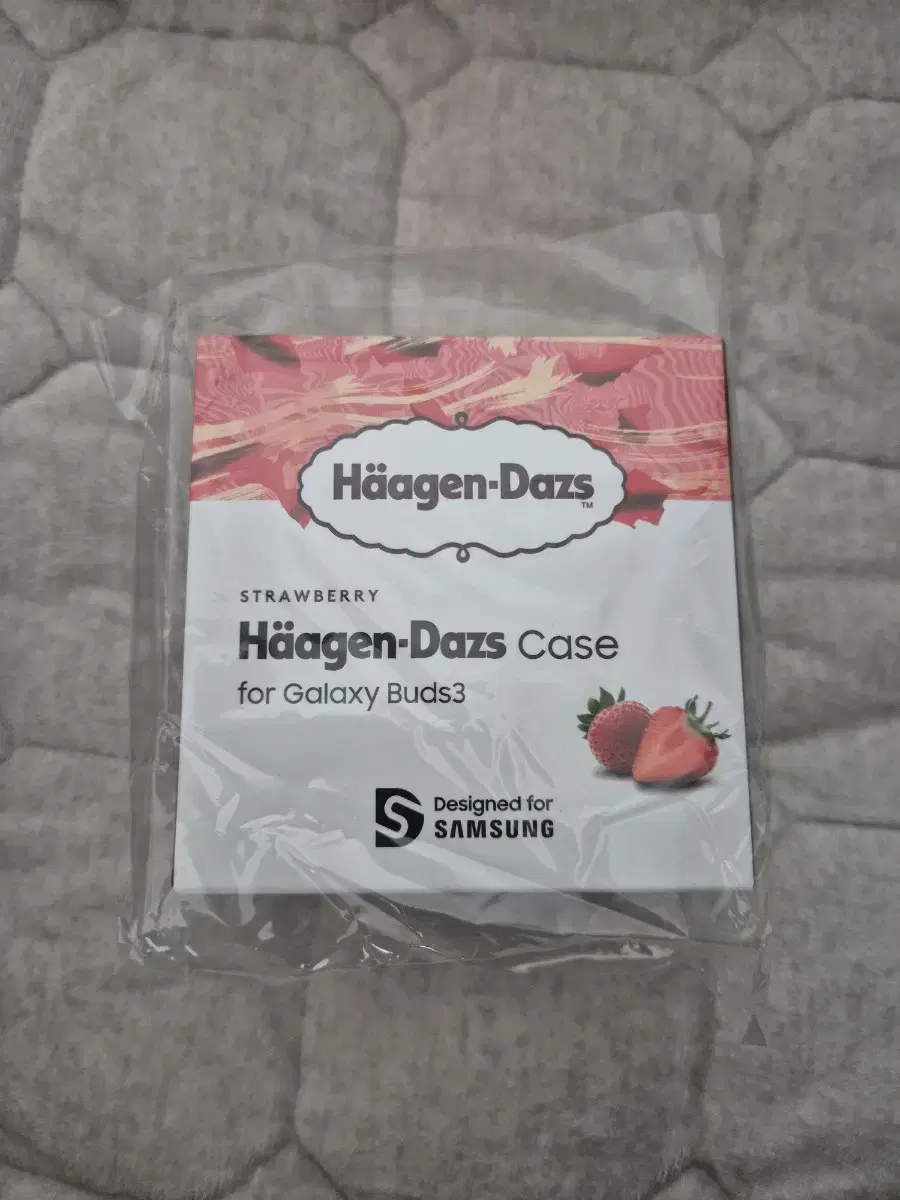 Häagen-Dazs
TM
STRAWBERRY
Häagen-Dazs Case
for Galaxy Buds3
Designed for
SAMSUNG